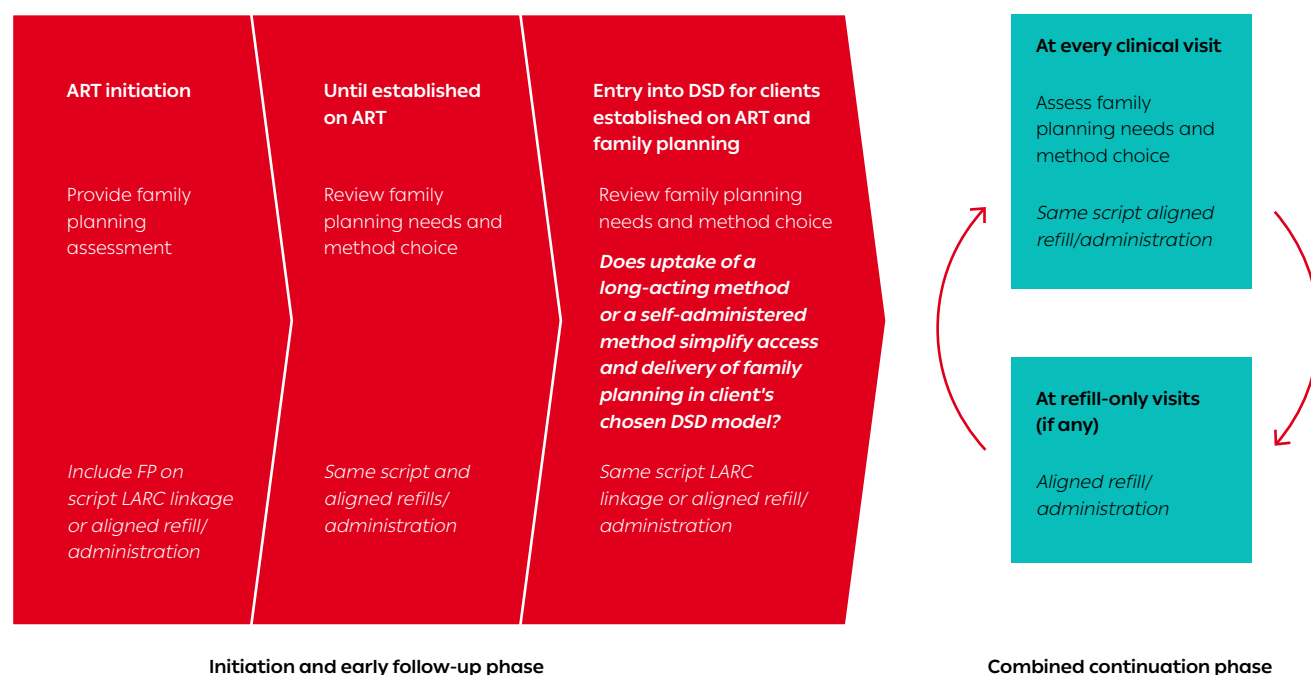 ART initiation
Provide family
planning
assessment
Include FP on
script LARC linkage
or aligned refill/
administration
Until established
on ART
Review family
planning needs and
method choice
Same script and
aligned refills/
administration
Entry into DSD for clients
established on ART and
family planning
Review family planning
needs and method choice
Does uptake of a
long-acting method
or a self-administered
method simplify access
and delivery of family
planning in client's
chosen DSD model?
Same script LARC
linkage or aligned refill/
administration
Initiation and early follow-up phase
At every clinical visit
Assess family
planning needs and
method choice
Same script aligned
refill/administration
At refill-only visits
(if any)
Aligned refill/
administration
Combined continuation phase